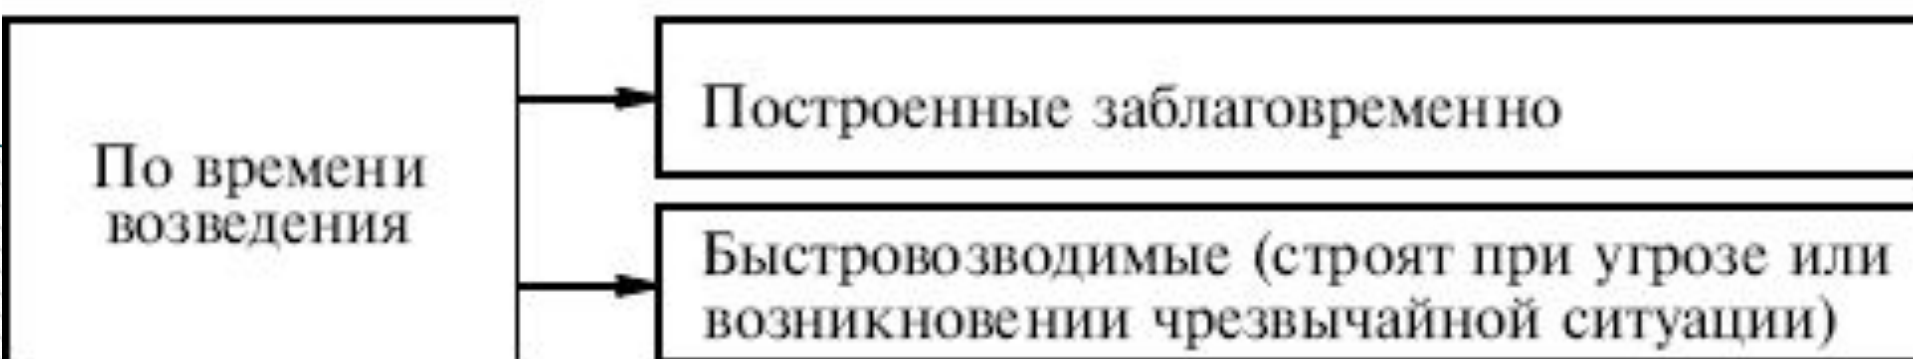 По времени
возведения
Построенные заблаговременно
Быстровозводимые (строят при угрозе или
возникновении чрезвычайной ситуации)